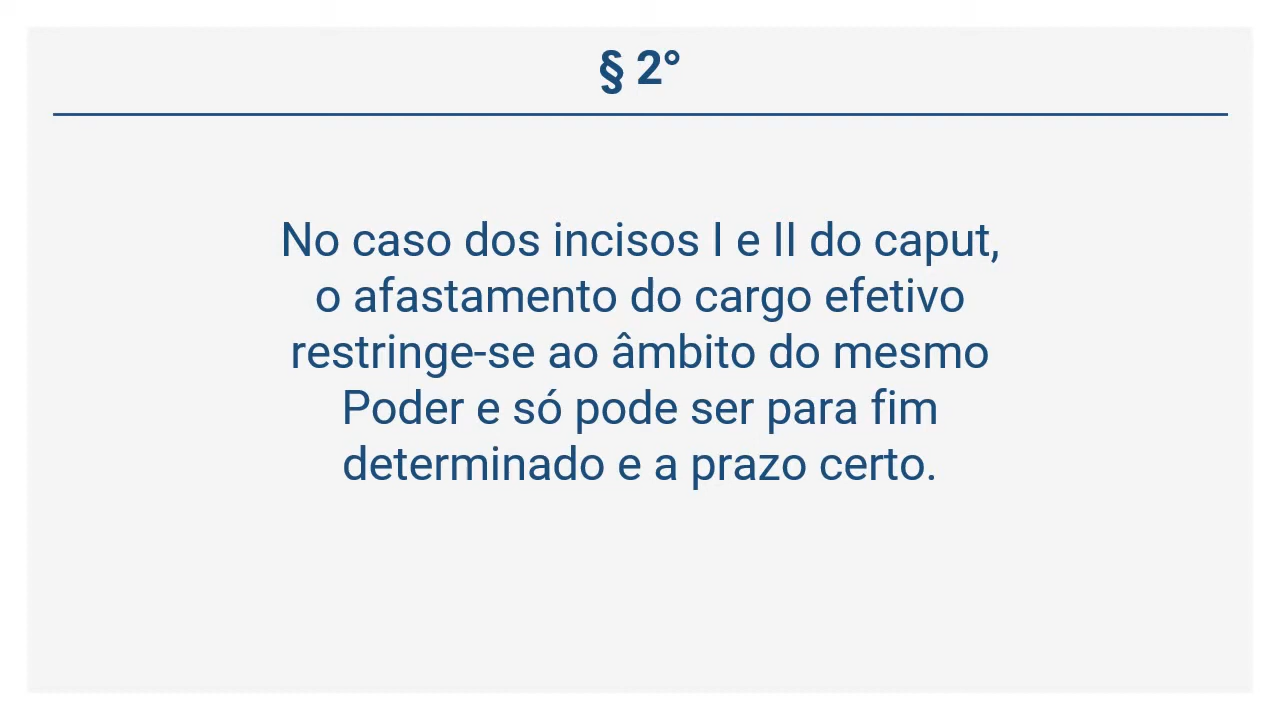 § 2°
No caso dos incisos I e II do caput,
o afastamento do cargo efetivo
restringe-se ao âmbito do mesmo
Poder e só pode ser para fim
determinado e a prazo certo.